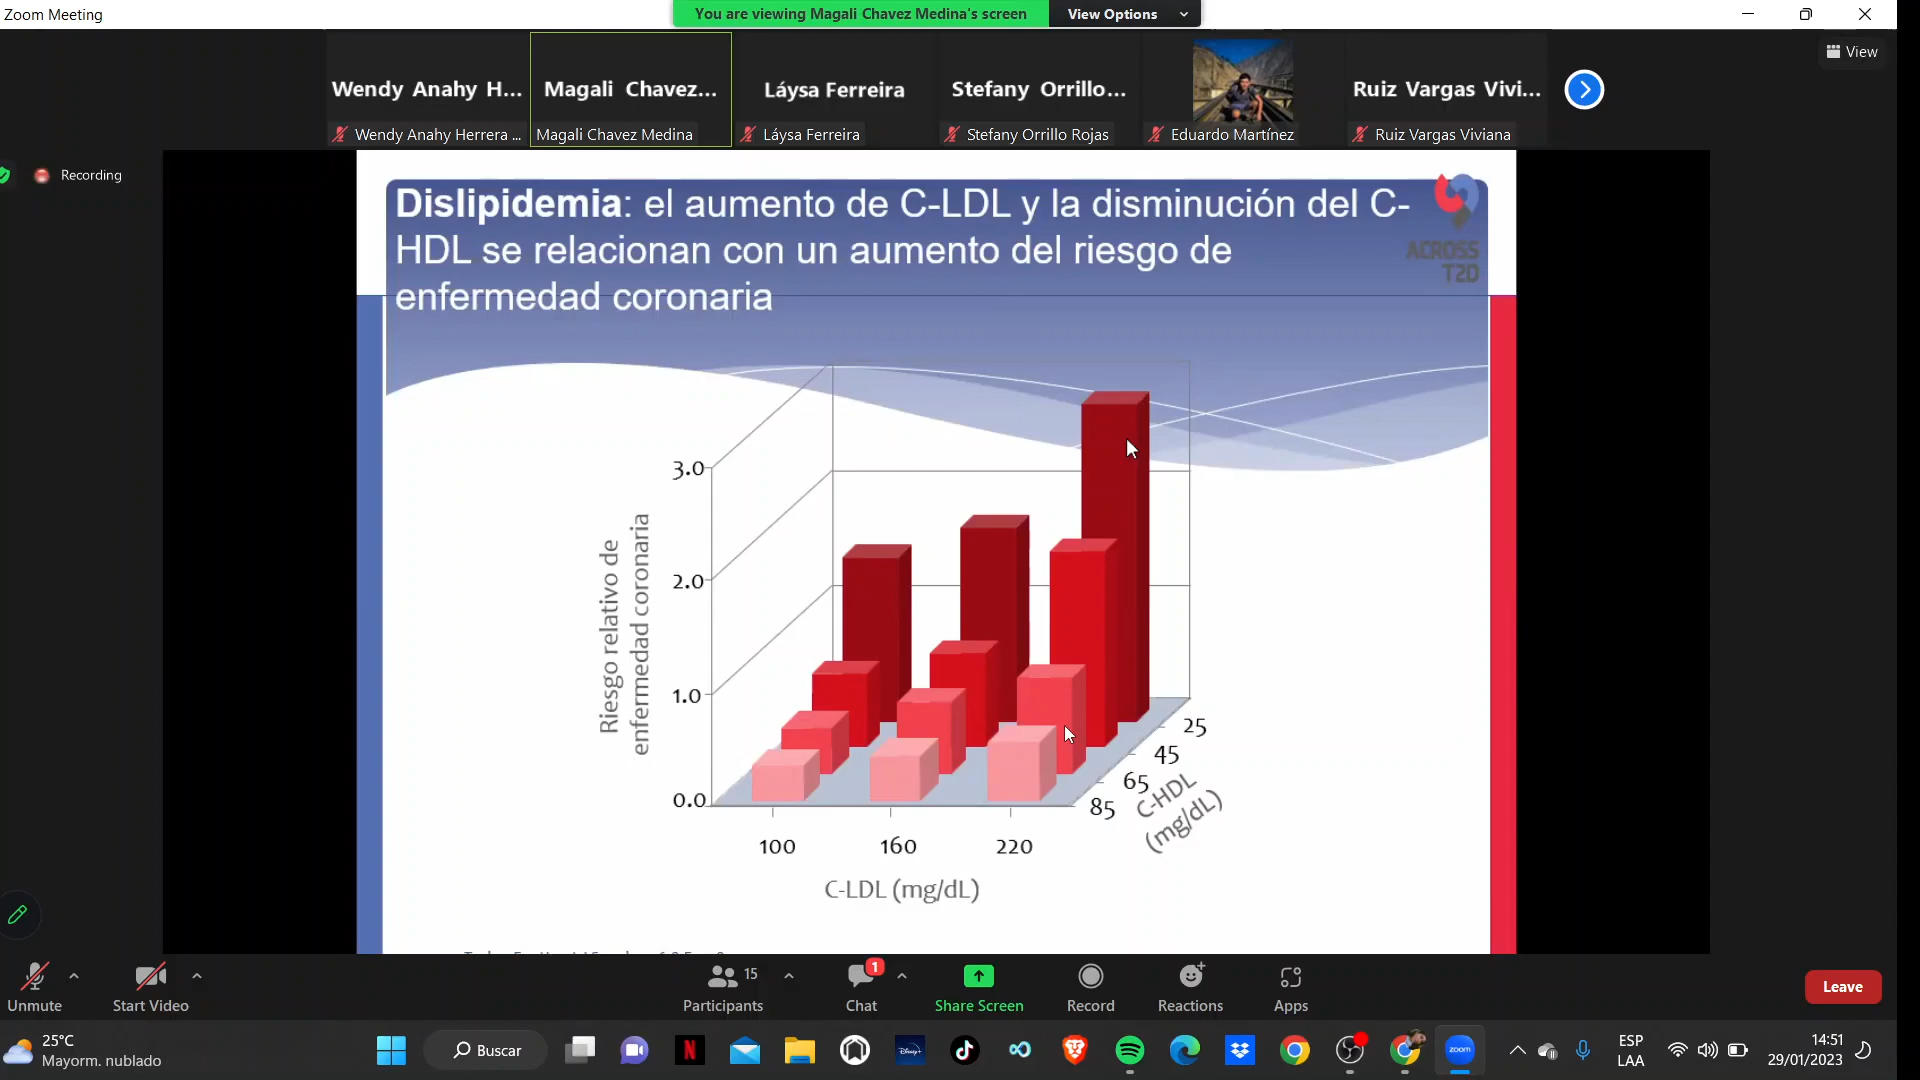 Zoom Meeting
You are viewing Magali Chavez Medina's screen
View Options
View
Wendy Anahy H...
Magali Chavez...
Láysa Ferreira
Stefany Orrillo...
Ruiz Vargas Vivi...
Wendy Anahy Herrera ...
Magali Chavez Medina
Láysa Ferreira
Stefany Orrillo Rojas
Eduardo Martínez
Ruiz Vargas Viviana
Recording
Dislipidemia: el aumento de C-LDL y la disminución del C-
HDL se relacionan con un aumento del riesgo de
enfermedad coronaria
ACROSS
T2D
Riesgo relativo de
enfermedad coronaria
3.0
2.0
1.0
0.0
100
160
220
C-LDL (mg/dL)
25
45
65
85
C-HDL
(mg/dL)
Unmute
Start Video
15
Participants
1
Chat
Share Screen
Record
Reactions
Apps
Leave
25°C
Mayorm. nublado
Buscar
N
Disney+
zoom
ESP
LAA
14:51
29/01/2023